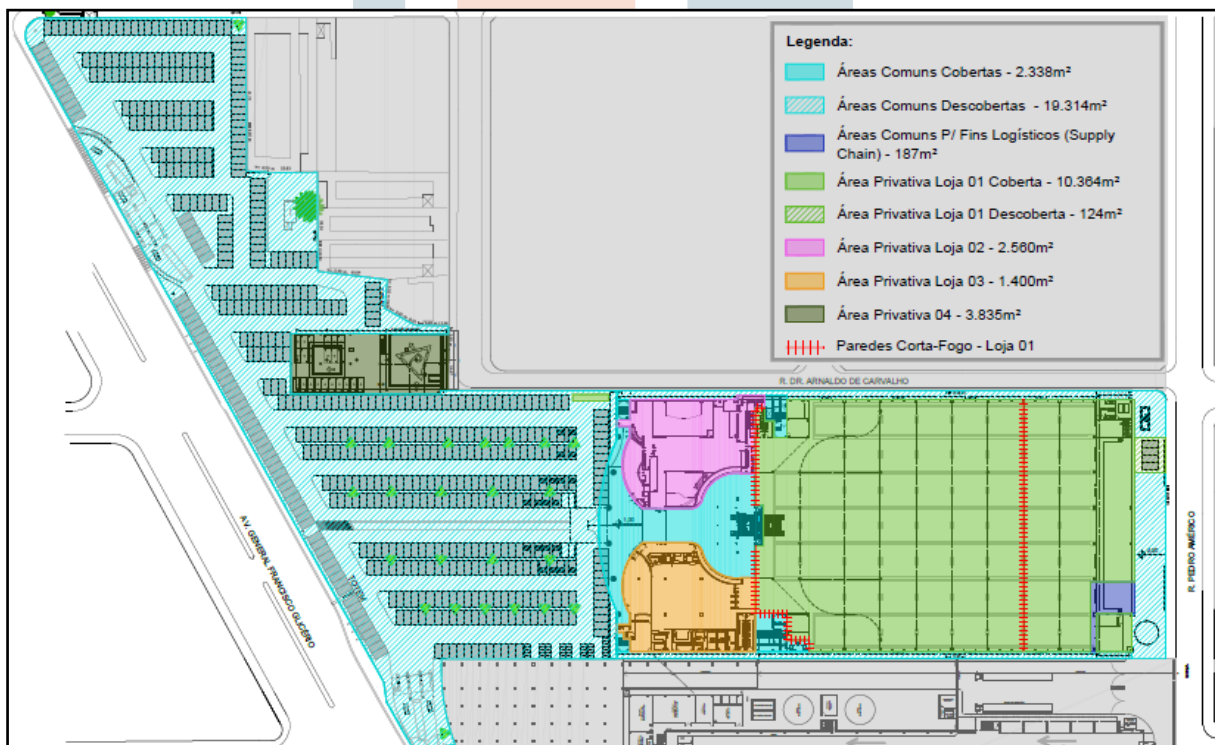 Legenda:
Áreas Comuns Cobertas - 2.338m²
Áreas Comuns Descobertas - 19.314m²
Áreas Comuns P/ Fins Logísticos (Supply
Chain) - 187m²
Área Privativa Loja 01 Coberta - 10.364m²
Área Privativa Loja 01 Descoberta - 124m²
Área Privativa Loja 02 - 2.560m²
Área Privativa Loja 03 - 1.400m²
Área Privativa 04 - 3.835m²
Paredes Corta-Fogo - Loja 01
R. DR. ARNALDO DE CARVALHO
AV. GENERAL FRANCISCO GLICERIO
TOTEM
R. PEDRO AMÉRICO